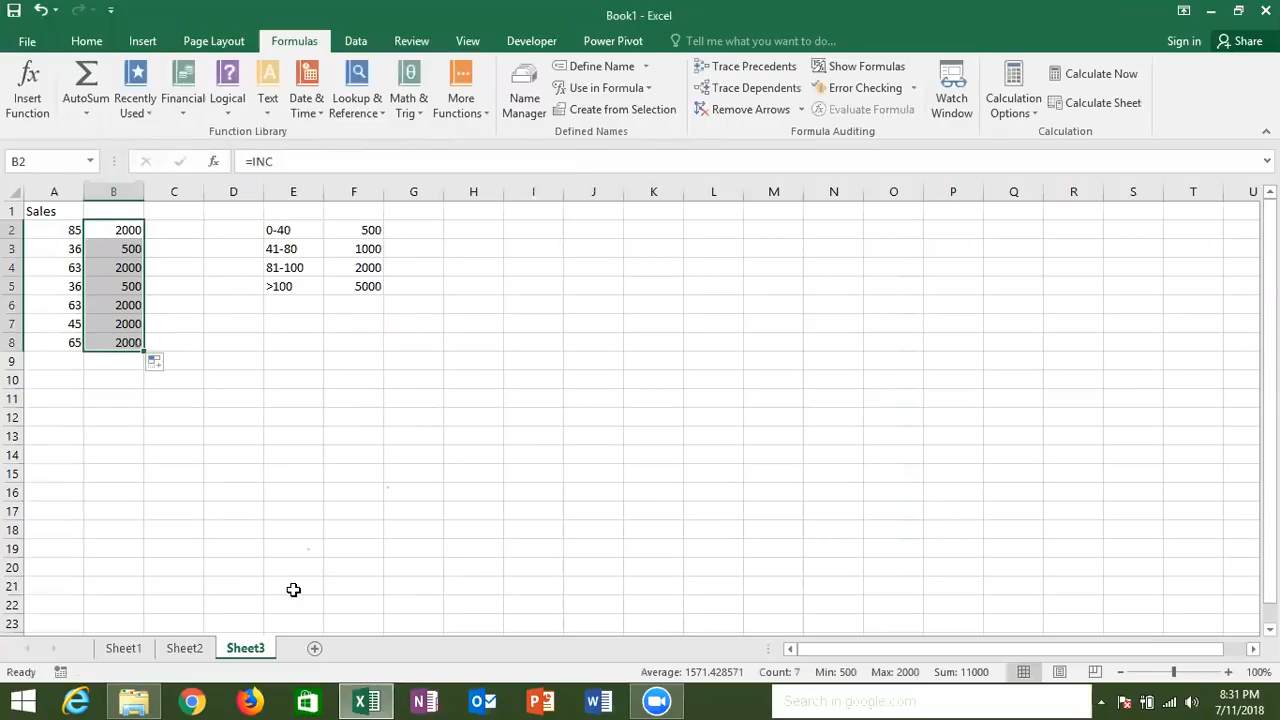 Book1 - Excel
File Home Insert Page Layout Formulas Data Review View Developer Power Pivot Tell me what you want to do... Sign in Share
Insert Function
AutoSum
Recently Used
Financial
Logical
Text
Date & Time
Lookup & Reference
Math & Trig
More Functions
Function Library
Name Manager
Define Name
Use in Formula
Create from Selection
Defined Names
Trace Precedents
Trace Dependents
Remove Arrows
Show Formulas
Error Checking
Evaluate Formula
Formula Auditing
Watch Window
Calculation Options
Calculate Now
Calculate Sheet
Calculation
B2 fx =INC
A B C D E F G H I J K L M N O P Q R S T U
1 Sales
2 85 2000 0-40 500
3 36 500 41-80 1000
4 63 2000 81-100 2000
5 36 500 >100 5000
6 63 2000
7 45 2000
8 65 2000
9
10
11
12
13
14
15
16
17
18
19
20
21
22
23
Sheet1 Sheet2 Sheet3
Ready Average: 1571.428571 Count: 7 Min: 500 Max: 2000 Sum: 11000 100%
Search in google.com
8:31 PM
7/11/2018